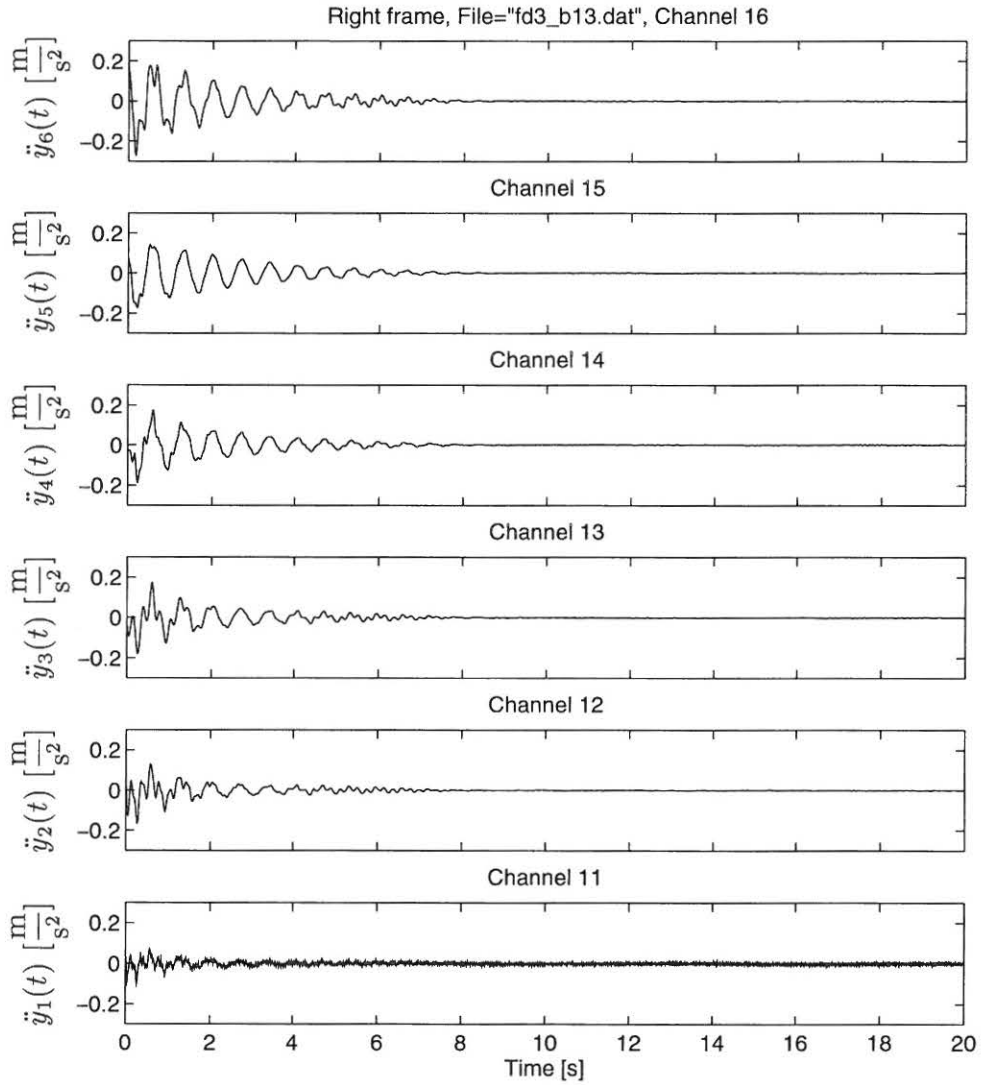 Right frame, File="fd3_b13.dat", Channel 16
ÿ₆(t) [m/s²]
0.2
0
−0.2
Channel 15
ÿ₅(t) [m/s²]
0.2
0
−0.2
Channel 14
ÿ₄(t) [m/s²]
0.2
0
−0.2
Channel 13
ÿ₃(t) [m/s²]
0.2
0
−0.2
Channel 12
ÿ₂(t) [m/s²]
0.2
0
−0.2
Channel 11
ÿ₁(t) [m/s²]
0.2
0
−0.2
0 2 4 6 8 10 12 14 16 18 20
Time [s]